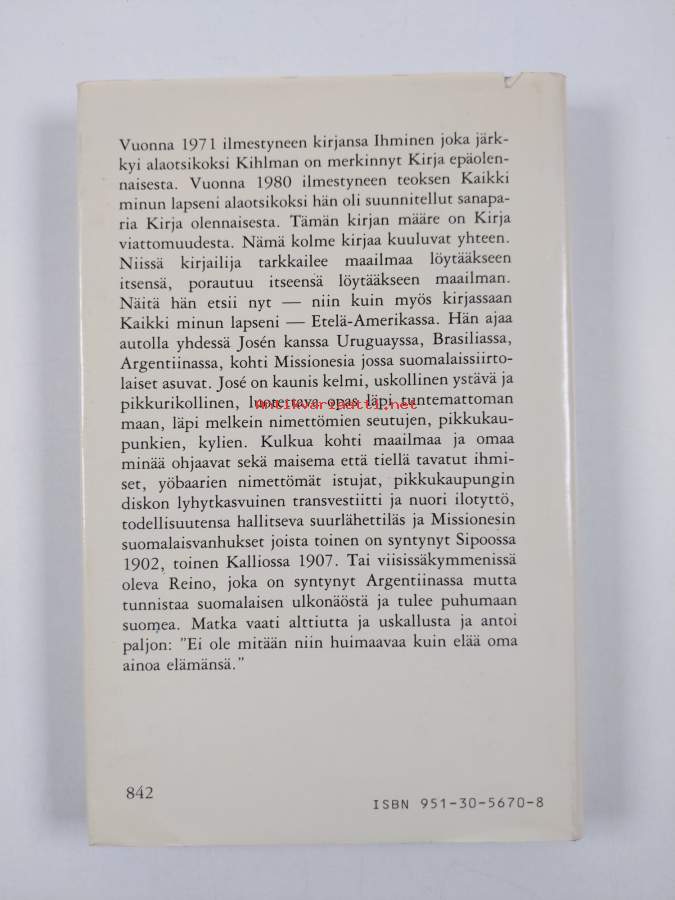 Vuonna 1971 ilmestyneen kirjansa Ihminen joka järk-
kyi alaotsikoksi Kihlman on merkinnyt Kirja epäolen-
naisesta. Vuonna 1980 ilmestyneen teoksen Kaikki
minun lapseni alaotsikoksi hän oli suunnitellut sanapa-
ria Kirja olennaisesta. Tämän kirjan määre on Kirja
viattomuudesta. Nämä kolme kirjaa kuuluvat yhteen.
Niissä kirjailija tarkkailee maailmaa löytääkseen
itsensä, porautuu itseensä löytääkseen maailman.
Näitä hän etsii nyt — niin kuin myös kirjassaan
Kaikki minun lapseni — Etelä-Amerikassa. Hän ajaa
autolla yhdessä Josén kanssa Uruguayssa, Brasiliassa,
Argentiinassa, kohti Missionesia jossa suomalaissiirto-
laiset asuvat. José on kaunis kelmi, uskollinen ystävä ja
pikkurikollinen, luotettava opas läpi tuntemattoman
Antikvariaatti.net
maan, läpi melkein nimettömien seutujen, pikkukau-
punkien, kylien. Kulkua kohti maailmaa ja omaa
minää ohjaavat sekä maisema että tiellä tavatut ihmi-
set, yöbaarien nimettömät istujat, pikkukaupungin
diskon lyhytkasvuinen transvestiitti ja nuori ilotyttö,
todellisuutensa hallitseva suurlähettiläs ja Missionesin
suomalaisvanhukset joista toinen on syntynyt Sipoossa
1902, toinen Kalliossa 1907. Tai viisissäkymmenissä
oleva Reino, joka on syntynyt Argentiinassa mutta
tunnistaa suomalaisen ulkonäöstä ja tulee puhumaan
suomea. Matka vaati alttiutta ja uskallusta ja antoi
paljon: "Ei ole mitään niin huimaavaa kuin elää oma
ainoa elämänsä."
842
ISBN 951-30-5670-8